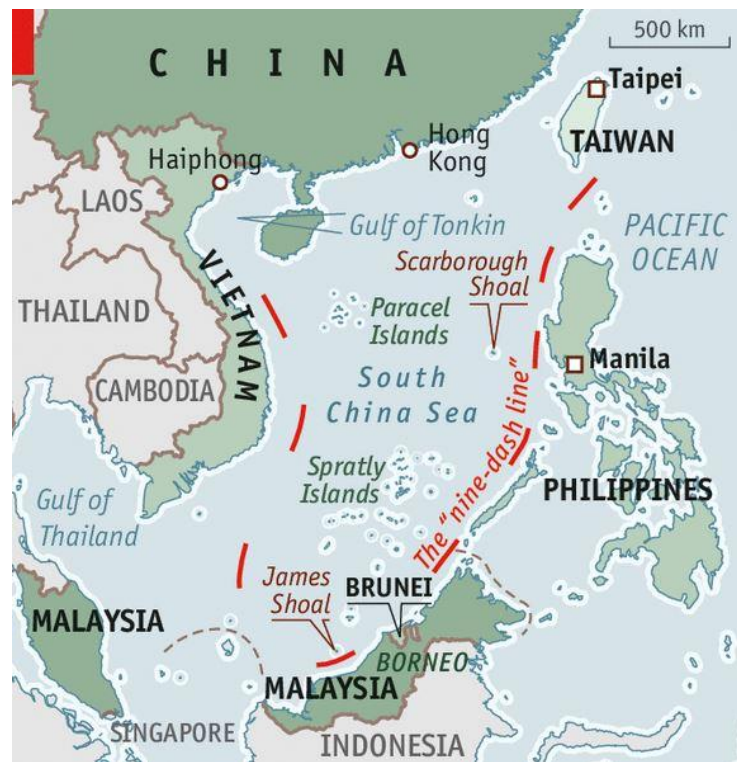 500 km
CHINA
Taipei
TAIWAN
Hong
Kong
Haiphong
LAOS
Gulf of Tonkin
PACIFIC
OCEAN
Scarborough
Shoal
VIETNAM
THAILAND
Paracel
Islands
Manila
CAMBODIA
South
China Sea
The “nine-dash line”
Spratly
Islands
PHILIPPINES
Gulf of
Thailand
James
Shoal
BRUNEI
MALAYSIA
BORNEO
MALAYSIA
SINGAPORE
INDONESIA